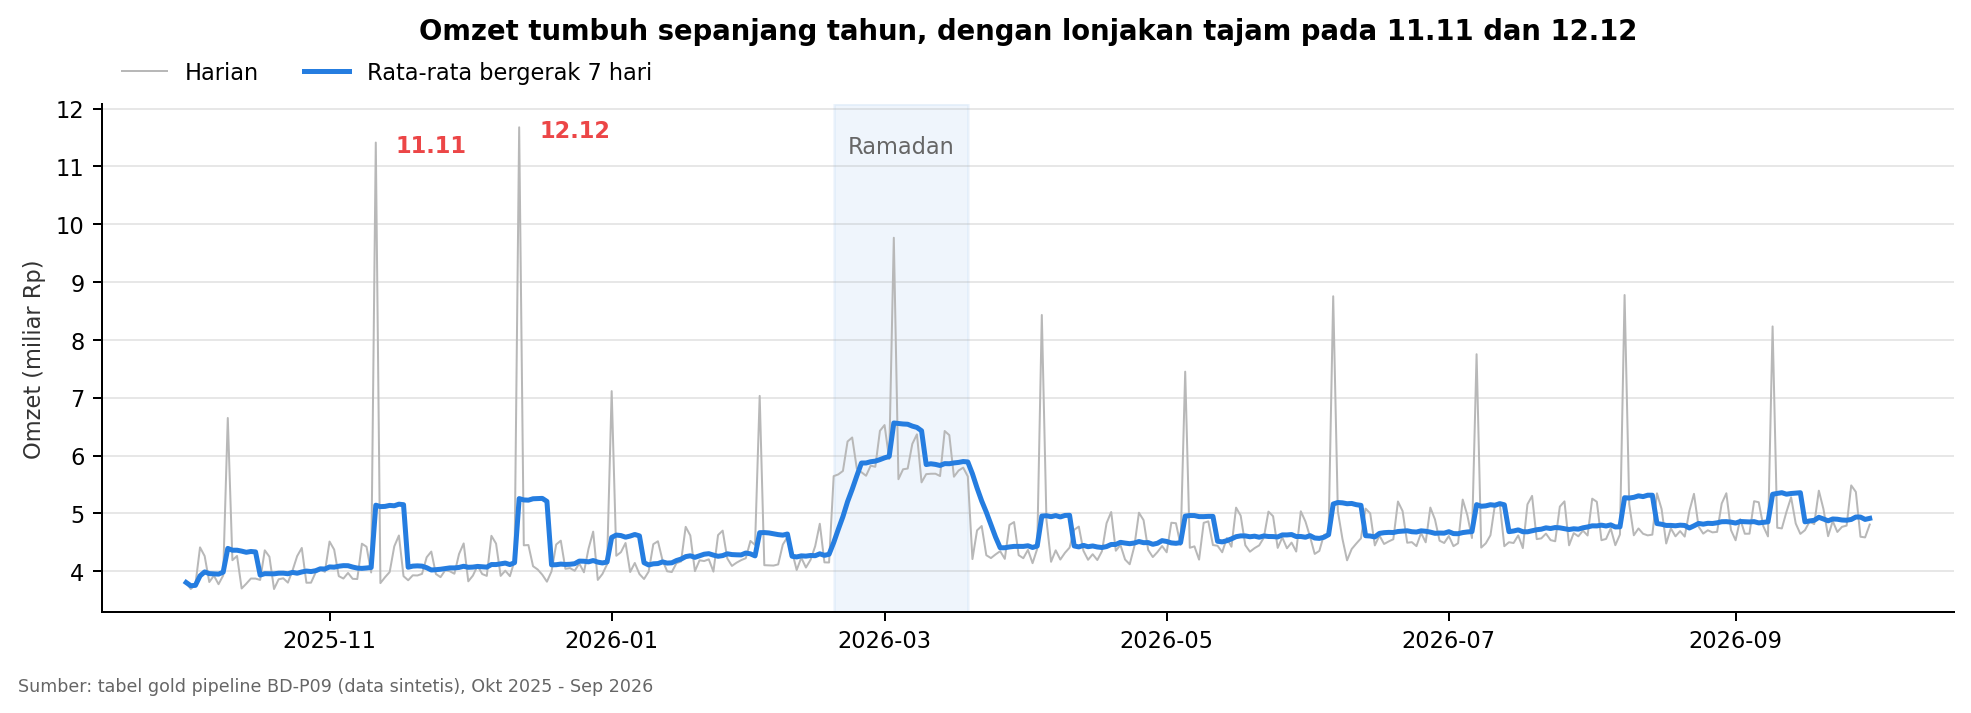 Omzet tumbuh sepanjang tahun, dengan lonjakan tajam pada 11.11 dan 12.12
Harian
Rata-rata bergerak 7 hari
Omzet (miliar Rp)
12
11
10
9
8
7
6
5
4
11.11
12.12
Ramadan
2025-11
2026-01
2026-03
2026-05
2026-07
2026-09
Sumber: tabel gold pipeline BD-P09 (data sintetis), Okt 2025 - Sep 2026